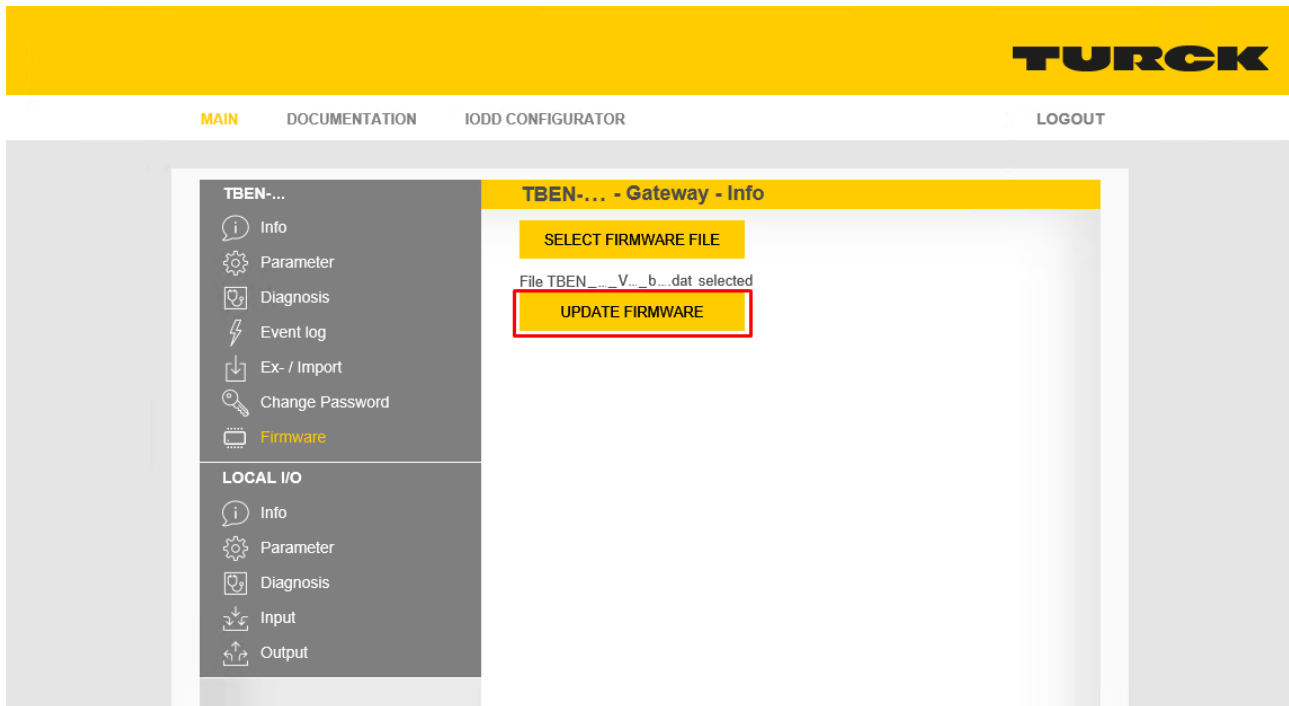 TURCK
MAIN DOCUMENTATION IODD CONFIGURATOR LOGOUT
TBEN-...
Info
Parameter
Diagnosis
Event log
Ex- / Import
Change Password
Firmware
LOCAL I/O
Info
Parameter
Diagnosis
Input
Output
TBEN-... - Gateway - Info
SELECT FIRMWARE FILE
File TBEN_..._V..._b....dat selected
UPDATE FIRMWARE